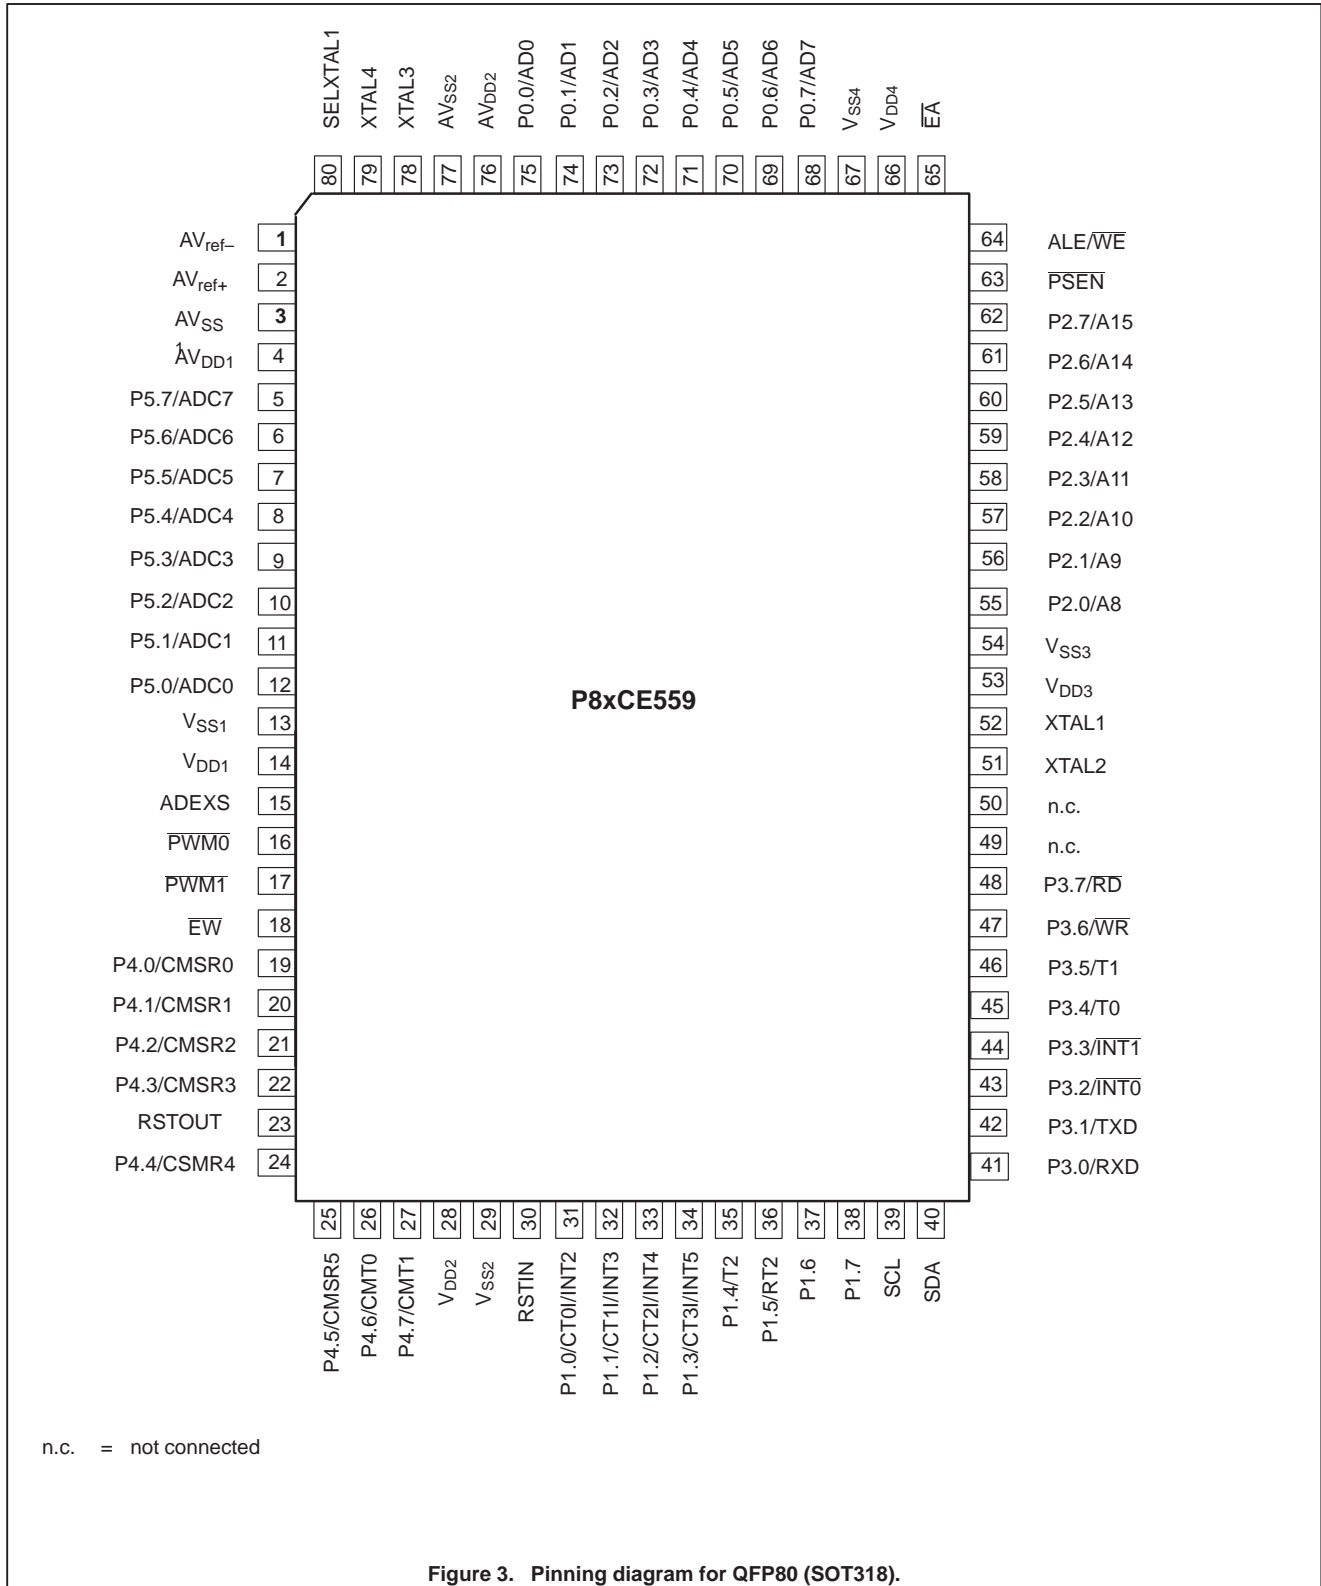 SELXTAL1
XTAL4
XTAL3
AVSS2
AVDD2
P0.0/AD0
P0.1/AD1
P0.2/AD2
P0.3/AD3
P0.4/AD4
P0.5/AD5
P0.6/AD6
P0.7/AD7
VSS4
VDD4
EA
80 79 78 77 76 75 74 73 72 71 70 69 68 67 66 65
AVref– 1
AVref+ 2
AVSS 3
1
AVDD1 4
P5.7/ADC7 5
P5.6/ADC6 6
P5.5/ADC5 7
P5.4/ADC4 8
P5.3/ADC3 9
P5.2/ADC2 10
P5.1/ADC1 11
P5.0/ADC0 12
VSS1 13
VDD1 14
ADEXS 15
PWM0 16
PWM1 17
EW 18
P4.0/CMSR0 19
P4.1/CMSR1 20
P4.2/CMSR2 21
P4.3/CMSR3 22
RSTOUT 23
P4.4/CSMR4 24
P8xCE559
64 ALE/WE
63 PSEN
62 P2.7/A15
61 P2.6/A14
60 P2.5/A13
59 P2.4/A12
58 P2.3/A11
57 P2.2/A10
56 P2.1/A9
55 P2.0/A8
54 VSS3
53 VDD3
52 XTAL1
51 XTAL2
50 n.c.
49 n.c.
48 P3.7/RD
47 P3.6/WR
46 P3.5/T1
45 P3.4/T0
44 P3.3/INT1
43 P3.2/INT0
42 P3.1/TXD
41 P3.0/RXD
25 26 27 28 29 30 31 32 33 34 35 36 37 38 39 40
P4.5/CMSR5
P4.6/CMT0
P4.7/CMT1
VDD2
VSS2
RSTIN
P1.0/CT0I/INT2
P1.1/CT1I/INT3
P1.2/CT2I/INT4
P1.3/CT3I/INT5
P1.4/T2
P1.5/RT2
P1.6
P1.7
SCL
SDA
n.c. = not connected
Figure 3. Pinning diagram for QFP80 (SOT318).